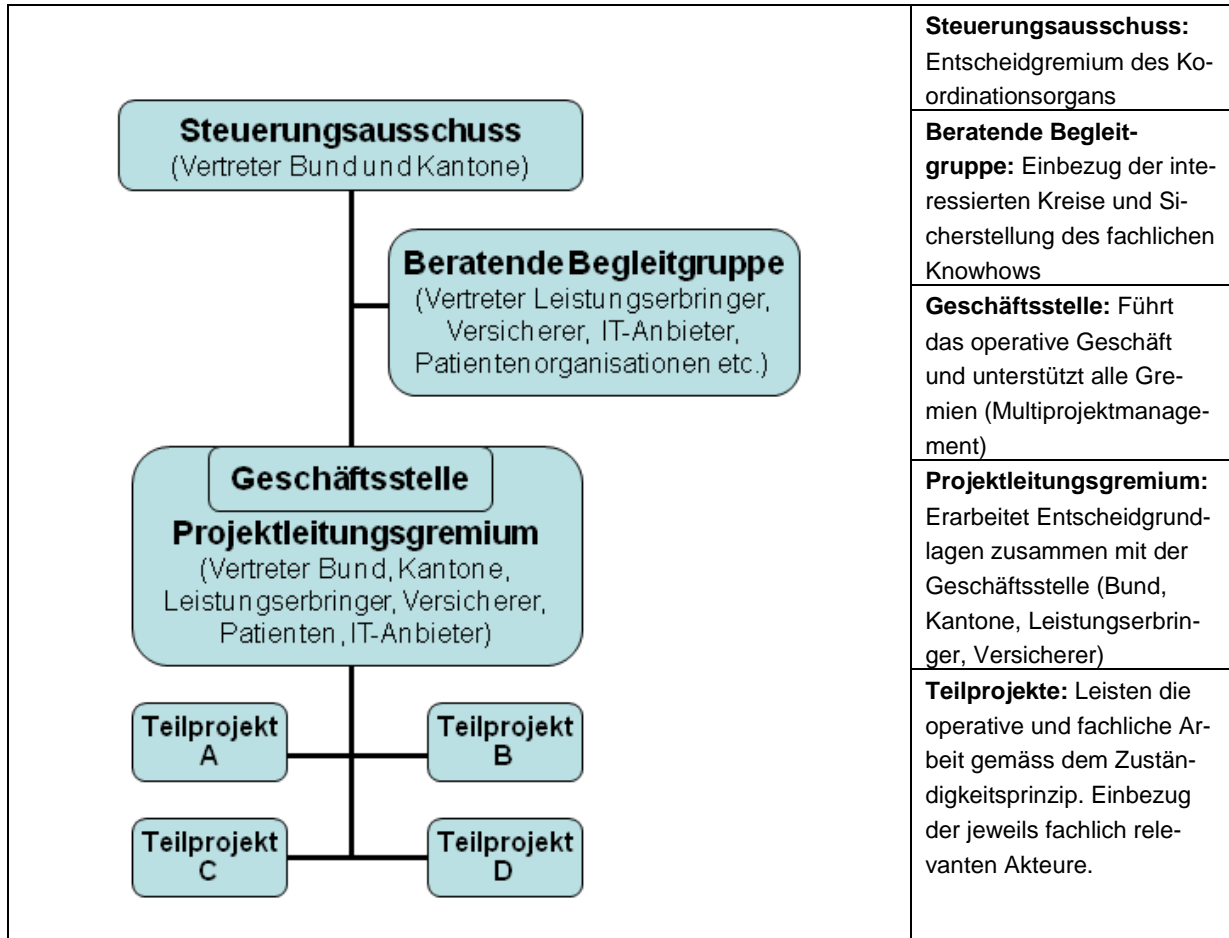 Steuerungsausschuss
(Vertreter Bund und Kantone)
Beratende Begleitgruppe
(Vertreter Leistungserbringer,
Versicherer, IT-Anbieter,
Patientenorganisationen etc.)
Geschäftsstelle
Projektleitungsgremium
(Vertreter Bund, Kantone,
Leistungserbringer, Versicherer,
Patienten, IT-Anbieter)
Teilprojekt
A
Teilprojekt
B
Teilprojekt
C
Teilprojekt
D
Steuerungsausschuss:
Entscheidgremium des Ko-
ordinationsorgans
Beratende Begleit-
gruppe: Einbezug der inte-
ressierten Kreise und Si-
cherstellung des fachlichen
Knowhows
Geschäftsstelle: Führt
das operative Geschäft
und unterstützt alle Gre-
mien (Multiprojektmanage-
ment)
Projektleitungsgremium:
Erarbeitet Entscheidgrund-
lagen zusammen mit der
Geschäftsstelle (Bund,
Kantone, Leistungserbrin-
ger, Versicherer)
Teilprojekte: Leisten die
operative und fachliche Ar-
beit gemäss dem Zustän-
digkeitsprinzip. Einbezug
der jeweils fachlich rele-
vanten Akteure.